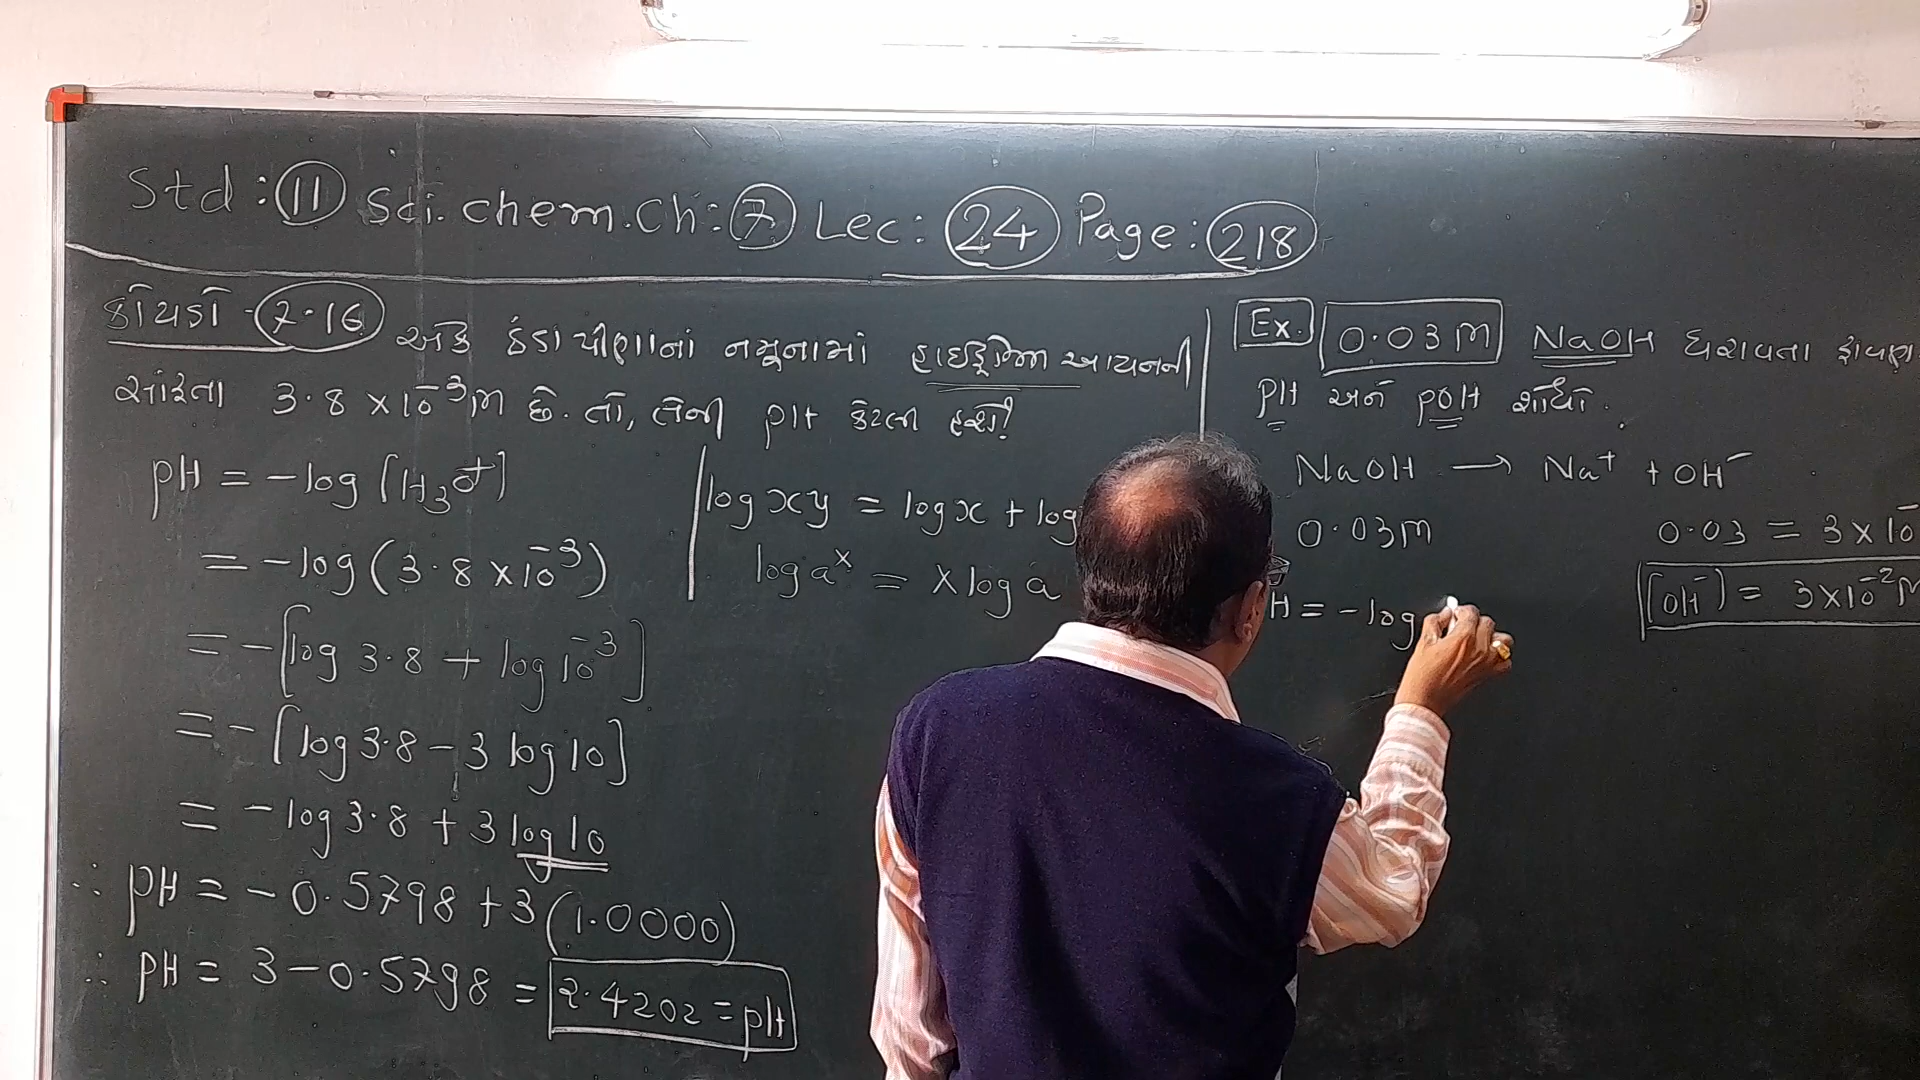 Std : 11 Sci. chem. Ch : 7 Lec : 24 Page : 218
કોયડો - 7.16 એક ઠંડા પીણાનાં નમૂનામાં હાઇડ્રોજન આયનની
સાંદ્રતા 3.8 × 10⁻³ M છે. તો, તેની pH કેટલી હશે?
pH = -log [H₃O⁺]
= -log (3.8 × 10⁻³)
= -[log 3.8 + log 10⁻³]
= -[log 3.8 - 3 log 10]
= -log 3.8 + 3 log 10
∴ pH = -0.5798 + 3 (1.0000)
∴ pH = 3 - 0.5798 = 2.4202 = pH
log xy = log x + log
log aˣ = x log a
Ex. 0.03 M NaOH ધરાવતા દ્રાવણ
pH અને pOH શોધો.
NaOH → Na⁺ + OH⁻
0.03 M 0.03 = 3 × 10⁻
[OH⁻] = 3 × 10⁻² M
H = -log